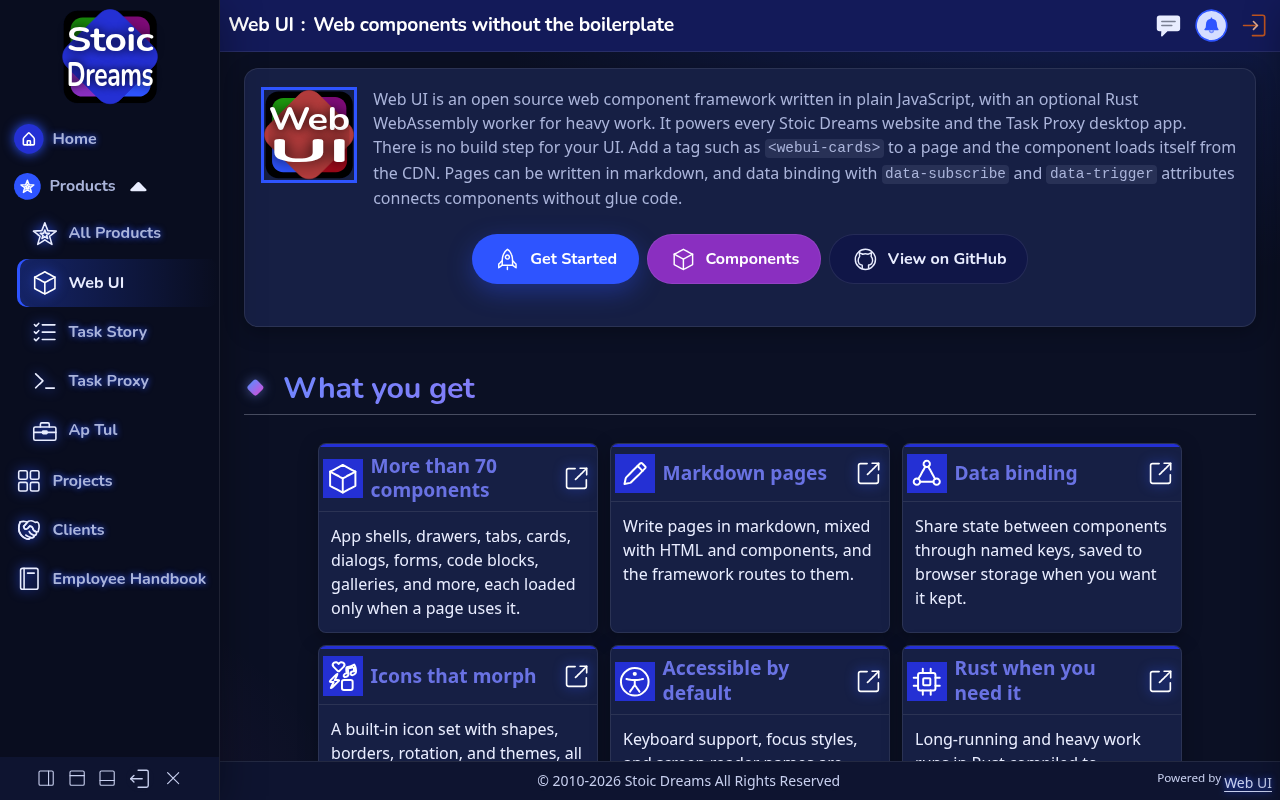 Stoic
Dreams
Home
Products
All Products
Web UI
Task Story
Task Proxy
Ap Tul
Projects
Clients
Employee Handbook
Web UI : Web components without the boilerplate
Web
UI
Web UI is an open source web component framework written in plain JavaScript, with an optional Rust
WebAssembly worker for heavy work. It powers every Stoic Dreams website and the Task Proxy desktop app.
There is no build step for your UI. Add a tag such as <webui-cards> to a page and the component loads itself from
the CDN. Pages can be written in markdown, and data binding with data-subscribe and data-trigger attributes
connects components without glue code.
Get Started
Components
View on GitHub
What you get
More than 70
components
App shells, drawers, tabs, cards,
dialogs, forms, code blocks,
galleries, and more, each loaded
only when a page uses it.
Markdown pages
Write pages in markdown, mixed
with HTML and components, and
the framework routes to them.
Data binding
Share state between components
through named keys, saved to
browser storage when you want
it kept.
Icons that morph
A built-in icon set with shapes,
borders, rotation, and themes, all
Accessible by
default
Keyboard support, focus styles,
and screen reader names are
Rust when you
need it
Long-running and heavy work
runs in Rust compiled to
© 2010-2026 Stoic Dreams All Rights Reserved
Powered by Web UI